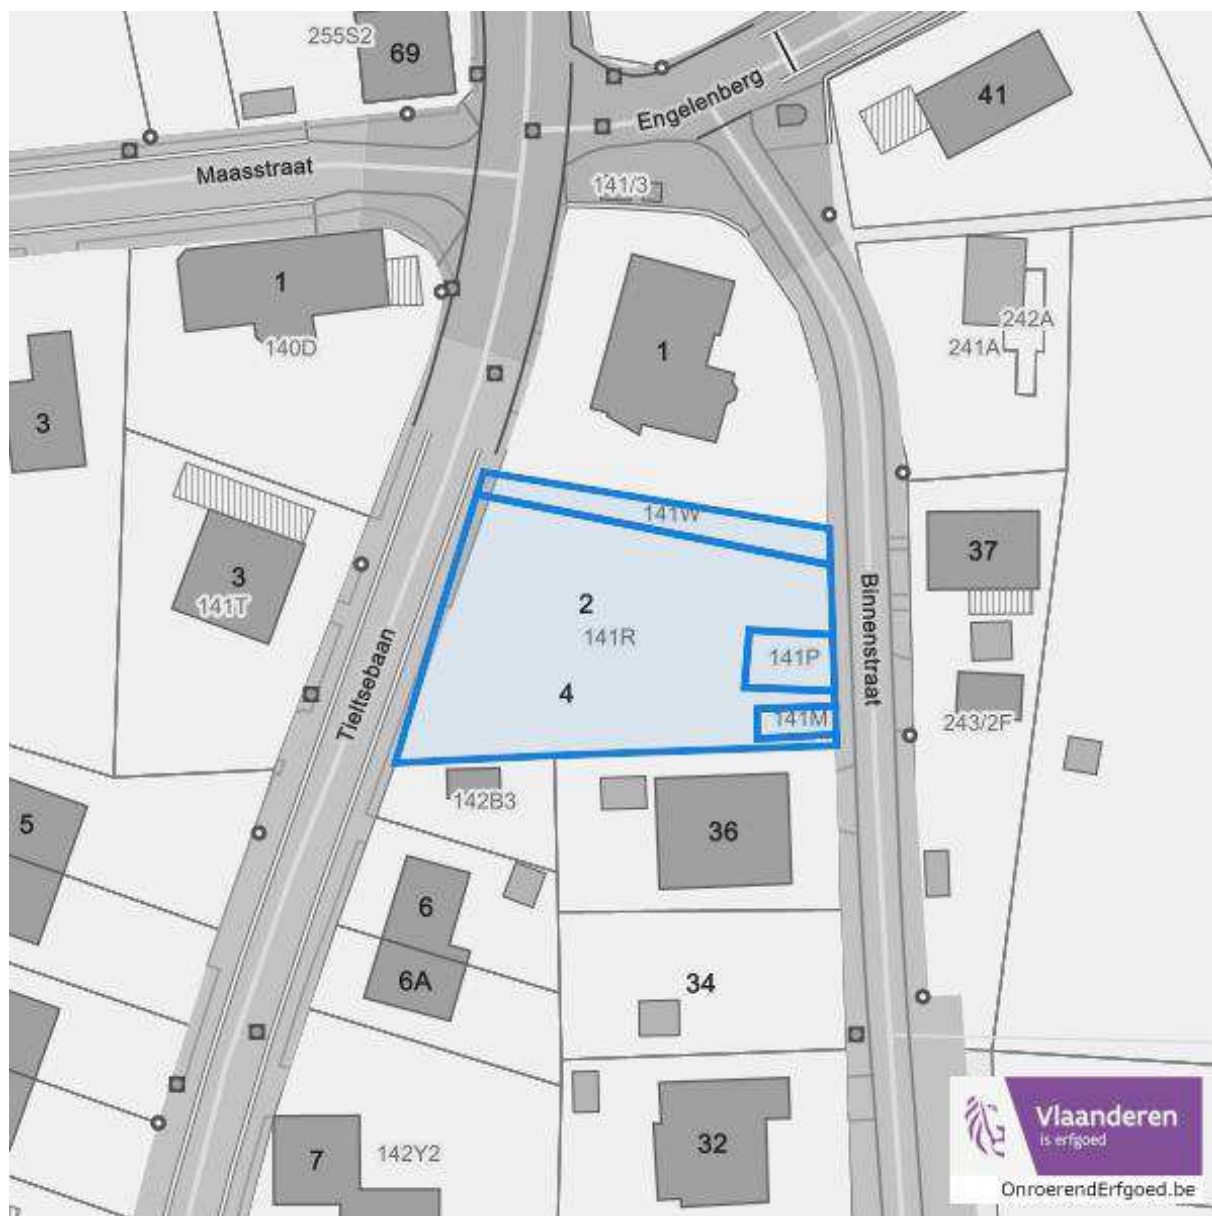 255S2
69
41
Engelenberg
Maasstraat
141/3
1
140D
1
242A
241A
3
3
141T
141W
37
2
141R
141P
Binnenstraat
4
141M
243/2F
Tieltsebaan
142B3
5
36
6
6A
34
7
142Y2
32
Vlaanderen
is erfgoed
OnroerendErfgoed.be